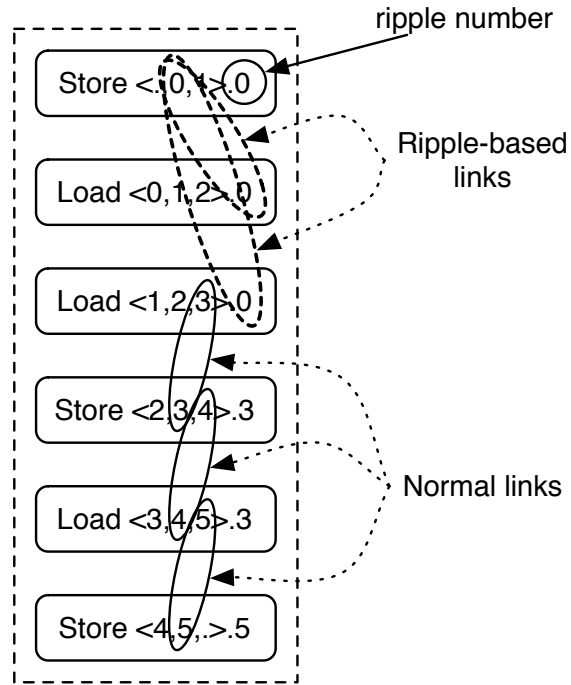 ripple number
Store <.,0,1>.0
Load <0,1,2>.0
Ripple-based
links
Load <1,2,3>.0
Store <2,3,4>.3
Normal links
Load <3,4,5>.3
Store <4,5,.>.5